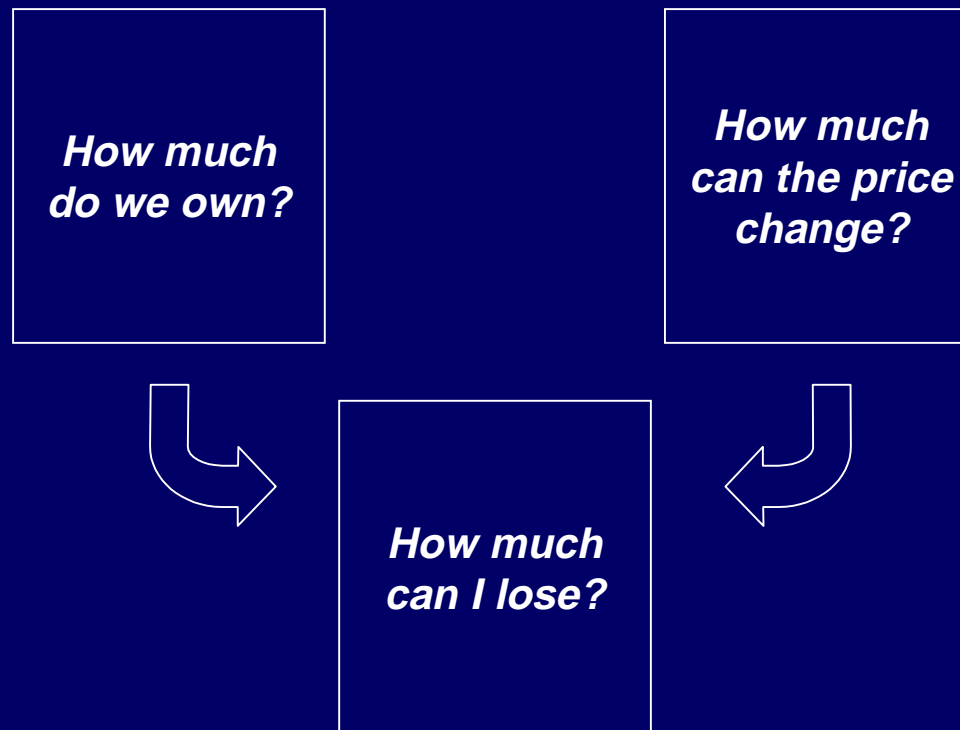 How much
do we own?
How much
can the price
change?
How much
can I lose?